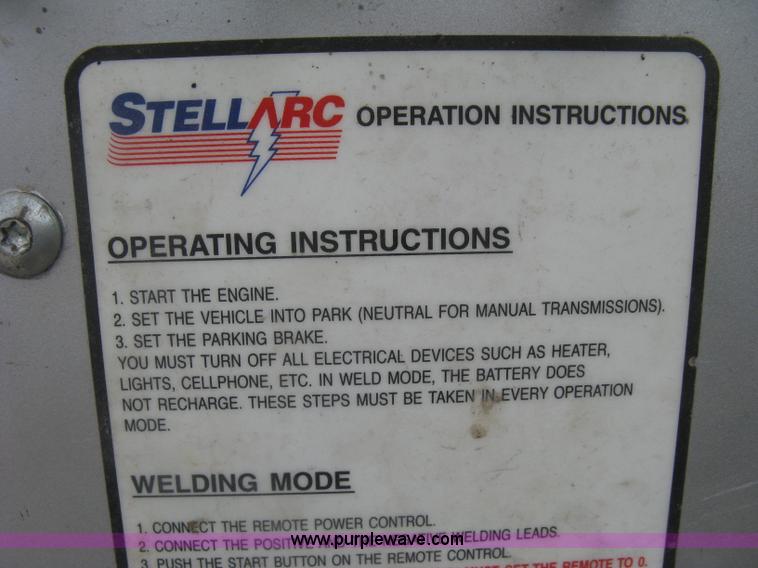 STELLARC OPERATION INSTRUCTIONS
OPERATING INSTRUCTIONS
1. START THE ENGINE.
2. SET THE VEHICLE INTO PARK (NEUTRAL FOR MANUAL TRANSMISSIONS).
3. SET THE PARKING BRAKE.
YOU MUST TURN OFF ALL ELECTRICAL DEVICES SUCH AS HEATER,
LIGHTS, CELLPHONE, ETC. IN WELD MODE, THE BATTERY DOES
NOT RECHARGE. THESE STEPS MUST BE TAKEN IN EVERY OPERATION
MODE.
WELDING MODE
1. CONNECT THE REMOTE POWER CONTROL.
2. CONNECT THE POSITIVE WELDING LEADS.
www.purplewave.com
3. PUSH THE START BUTTON ON THE REMOTE CONTROL.
MUST SET THE REMOTE TO 0.